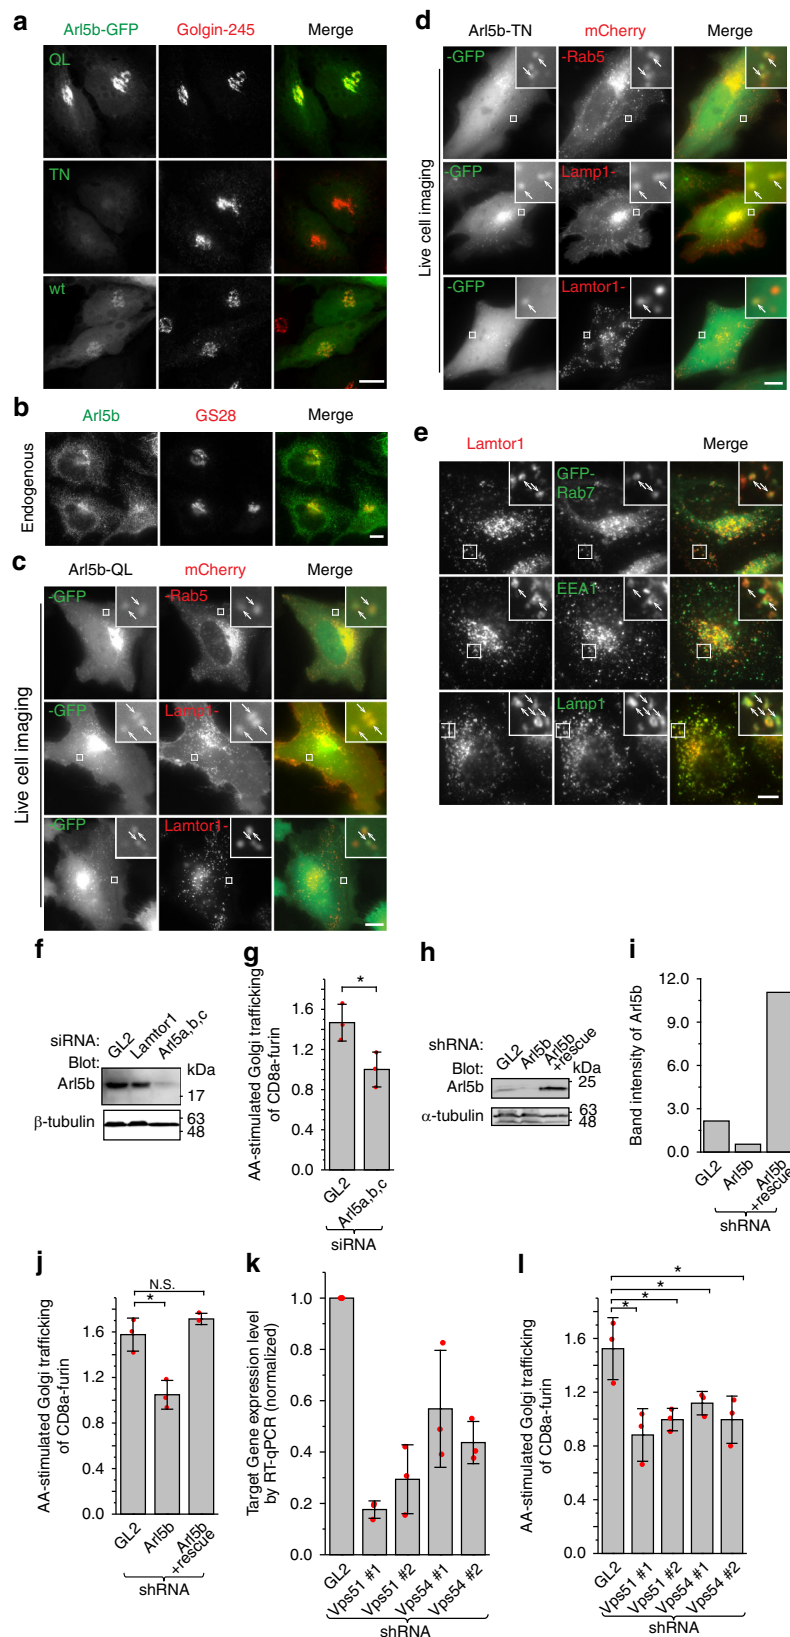 a
Arl5b-GFP Golgin-245 Merge
QL
TN
wt
b
Arl5b GS28 Merge
Endogenous
c
Arl5b-QL mCherry Merge
Live cell imaging
-GFP -Rab5
-GFP Lamp1-
-GFP Lamtor1-
d
Arl5b-TN mCherry Merge
Live cell imaging
-GFP -Rab5
-GFP Lamp1-
-GFP Lamtor1-
e
Lamtor1 Merge
GFP-
Rab7
EEA1
Lamp1
f
siRNA: GL2 Lamtor1 Arl5a,b,c
Blot: kDa
Arl5b 17
β-tubulin 63
48
g
AA-stimulated Golgi trafficking
of CD8a-furin
1.6
1.2
0.8
0.4
0.0
*
GL2 Arl5a,b,c
siRNA
h
shRNA: GL2 Arl5b Arl5b
+rescue
Blot: kDa
Arl5b 25
α-tubulin 63
48
i
Band intensity of Arl5b
12.0
9.0
6.0
3.0
0.0
GL2 Arl5b Arl5b
+rescue
shRNA
j
AA-stimulated Golgi trafficking
of CD8a-furin
N.S.
*
1.6
1.2
0.8
0.4
0.0
GL2 Arl5b Arl5b
+rescue
shRNA
k
Target Gene expression level
by RT-qPCR (normalized)
1.0
0.8
0.6
0.4
0.2
0.0
GL2 Vps51 #1 Vps51 #2 Vps54 #1 Vps54 #2
shRNA
l
AA-stimulated Golgi trafficking
of CD8a-furin
*
*
*
*
1.6
1.2
0.8
0.4
0.0
GL2 Vps51 #1 Vps51 #2 Vps54 #1 Vps54 #2
shRNA